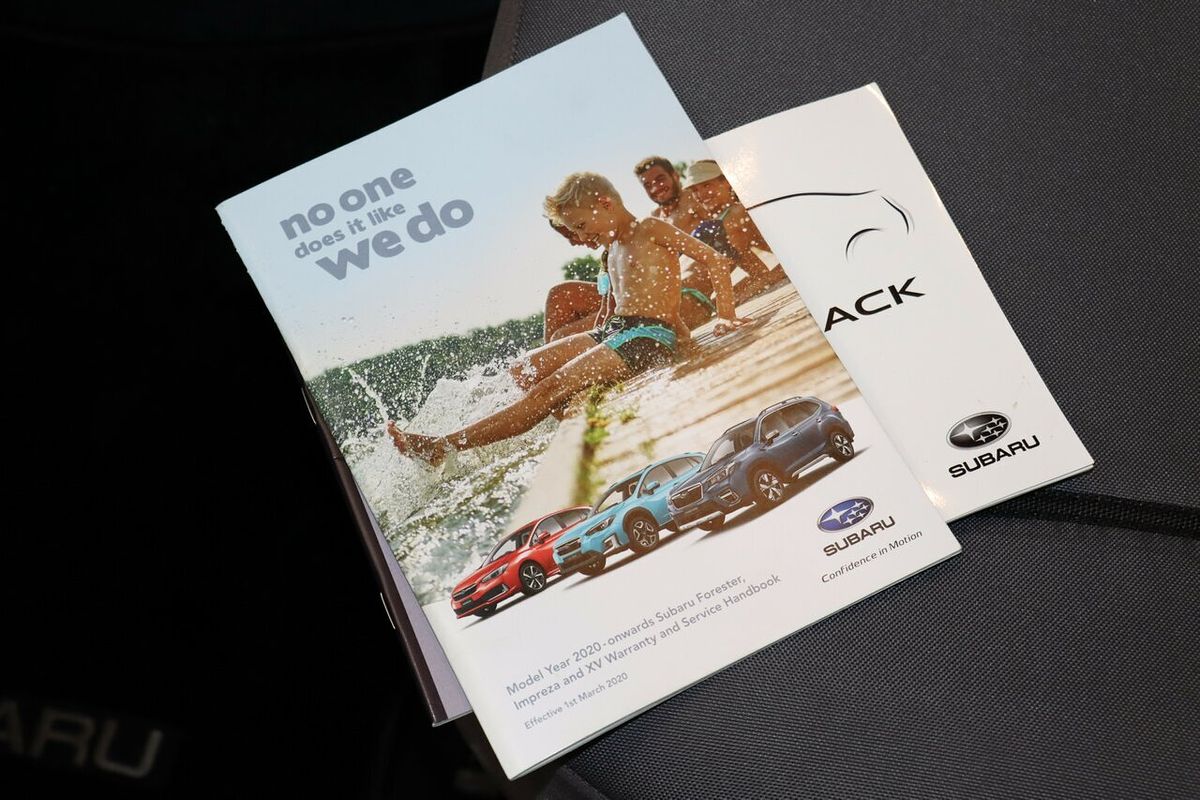 no one
does it like
we do
ACK
SUBARU
SUBARU
Confidence in Motion
Model Year 2020-onwards Subaru Forester,
Impreza and XV Warranty and Service Handbook
Effective 1st March 2020
ARU